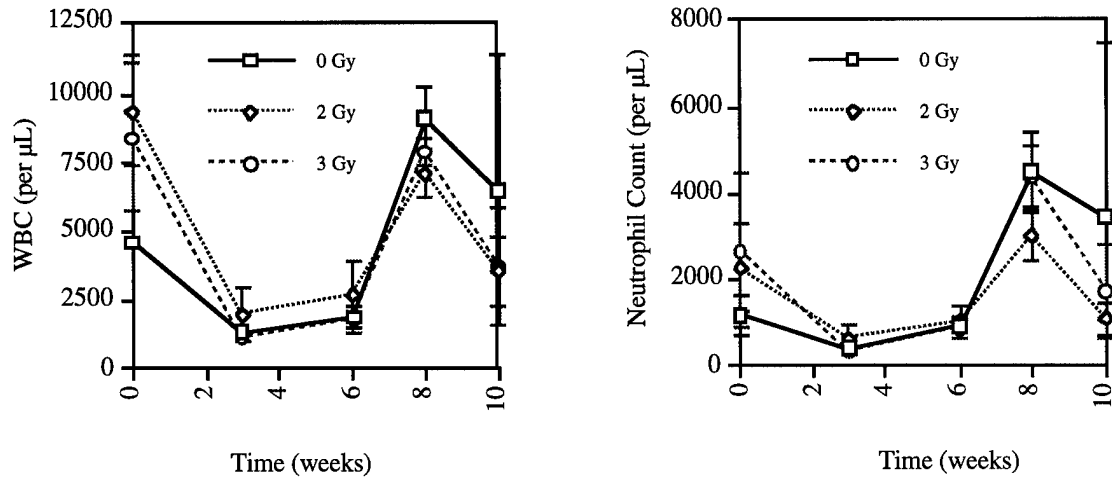 WBC (per µL)
12500
10000
7500
5000
2500
0
0 Gy
2 Gy
3 Gy
0
2
4
6
8
10
Time (weeks)
Neutrophil Count (per µL)
8000
6000
4000
2000
0
0 Gy
2 Gy
3 Gy
0
2
4
6
8
10
Time (weeks)